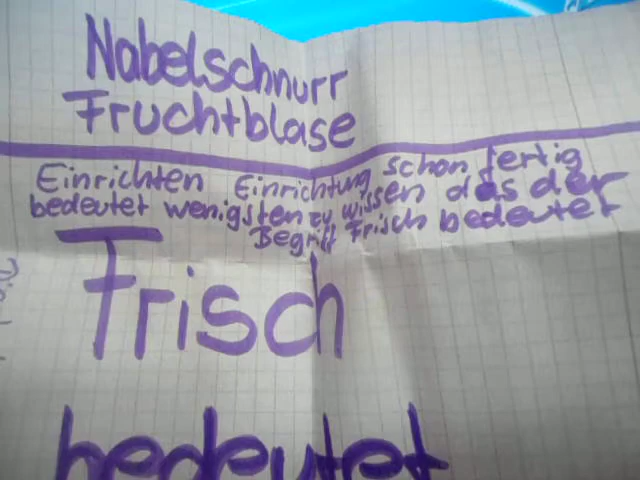 Nabelschnurr
Fruchtblase
Einrichten Einrichtung schon fertig
bedeutet wenigsten zu wissen das der
Begriff Frisch bedeutet
Frisch
bedeutet